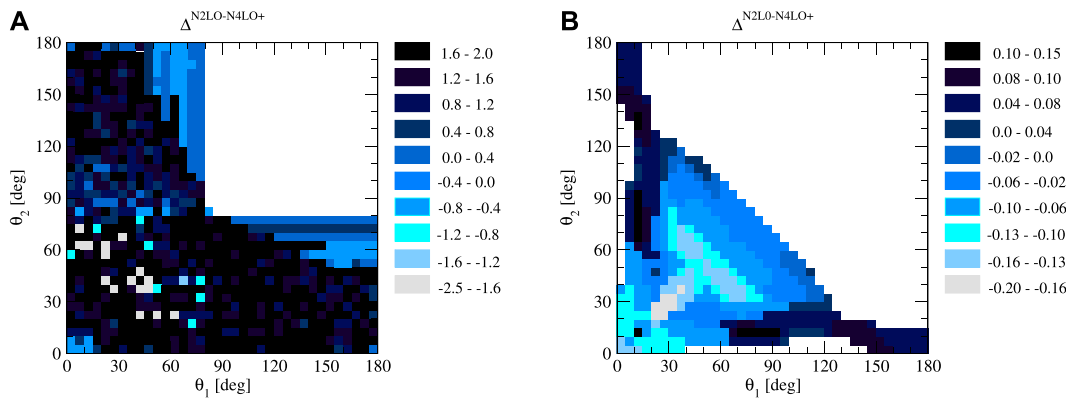 A
Δ^N2LO-N4LO+
180
150
120
90
60
30
0
θ_2 [deg]
0 30 60 90 120 150 180
θ_1 [deg]
1.6 - 2.0
1.2 - 1.6
0.8 - 1.2
0.4 - 0.8
0.0 - 0.4
-0.4 - 0.0
-0.8 - -0.4
-1.2 - -0.8
-1.6 - -1.2
-2.5 - -1.6
B
Δ^N2L0-N4LO+
180
150
120
90
60
30
0
θ_2 [deg]
0 30 60 90 120 150 180
θ_1 [deg]
0.10 - 0.15
0.08 - 0.10
0.04 - 0.08
0.0 - 0.04
-0.02 - 0.0
-0.06 - -0.02
-0.10 - -0.06
-0.13 - -0.10
-0.16 - -0.13
-0.20 - -0.16